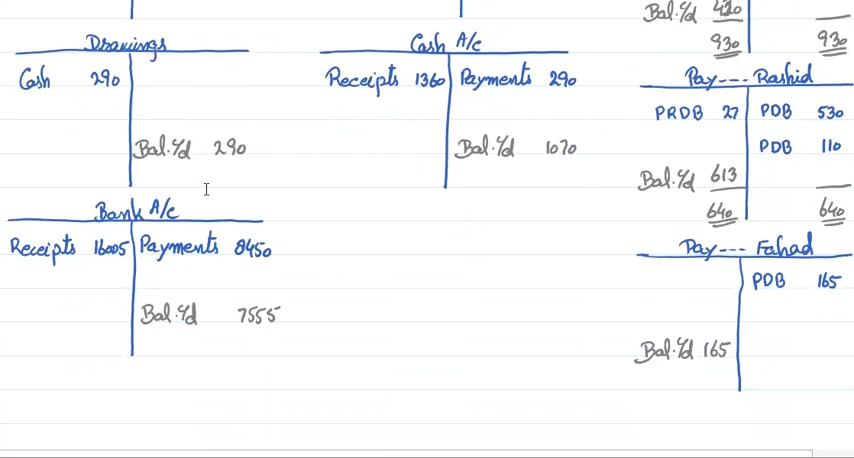 Bal. c/d 420
930 930
Drawings
Cash 290
Bal. c/d 290
Cash A/c
Receipts 1360 Payments 290
Bal. c/d 1070
Pay--- Rashid
PRDB 27 PDB 530
PDB 110
Bal. c/d 613
640 640
Bank A/c
Receipts 16005 Payments 8450
Bal. c/d 7555
Pay--- Fahad
PDB 165
Bal. c/d 165